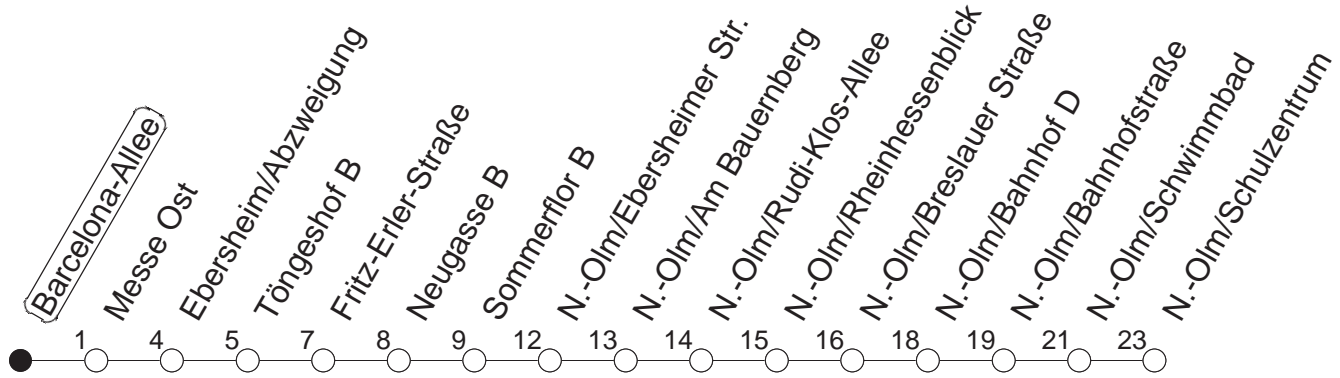 Barcelona-Allee
Messe Ost
Ebersheim/Abzweigung
Töngeshof B
Fritz-Erler-Straße
Neugasse B
Sommerflor B
N.-Olm/Ebersheimer Str.
N.-Olm/Am Bauernberg
N.-Olm/Rudi-Klos-Allee
N.-Olm/Rheinhessenblick
N.-Olm/Breslauer Straße
N.-Olm/Bahnhof D
N.-Olm/Bahnhofstraße
N.-Olm/Schwimmbad
N.-Olm/Schulzentrum
1 4 5 7 8 9 12 13 14 15 16 18 19 21 23